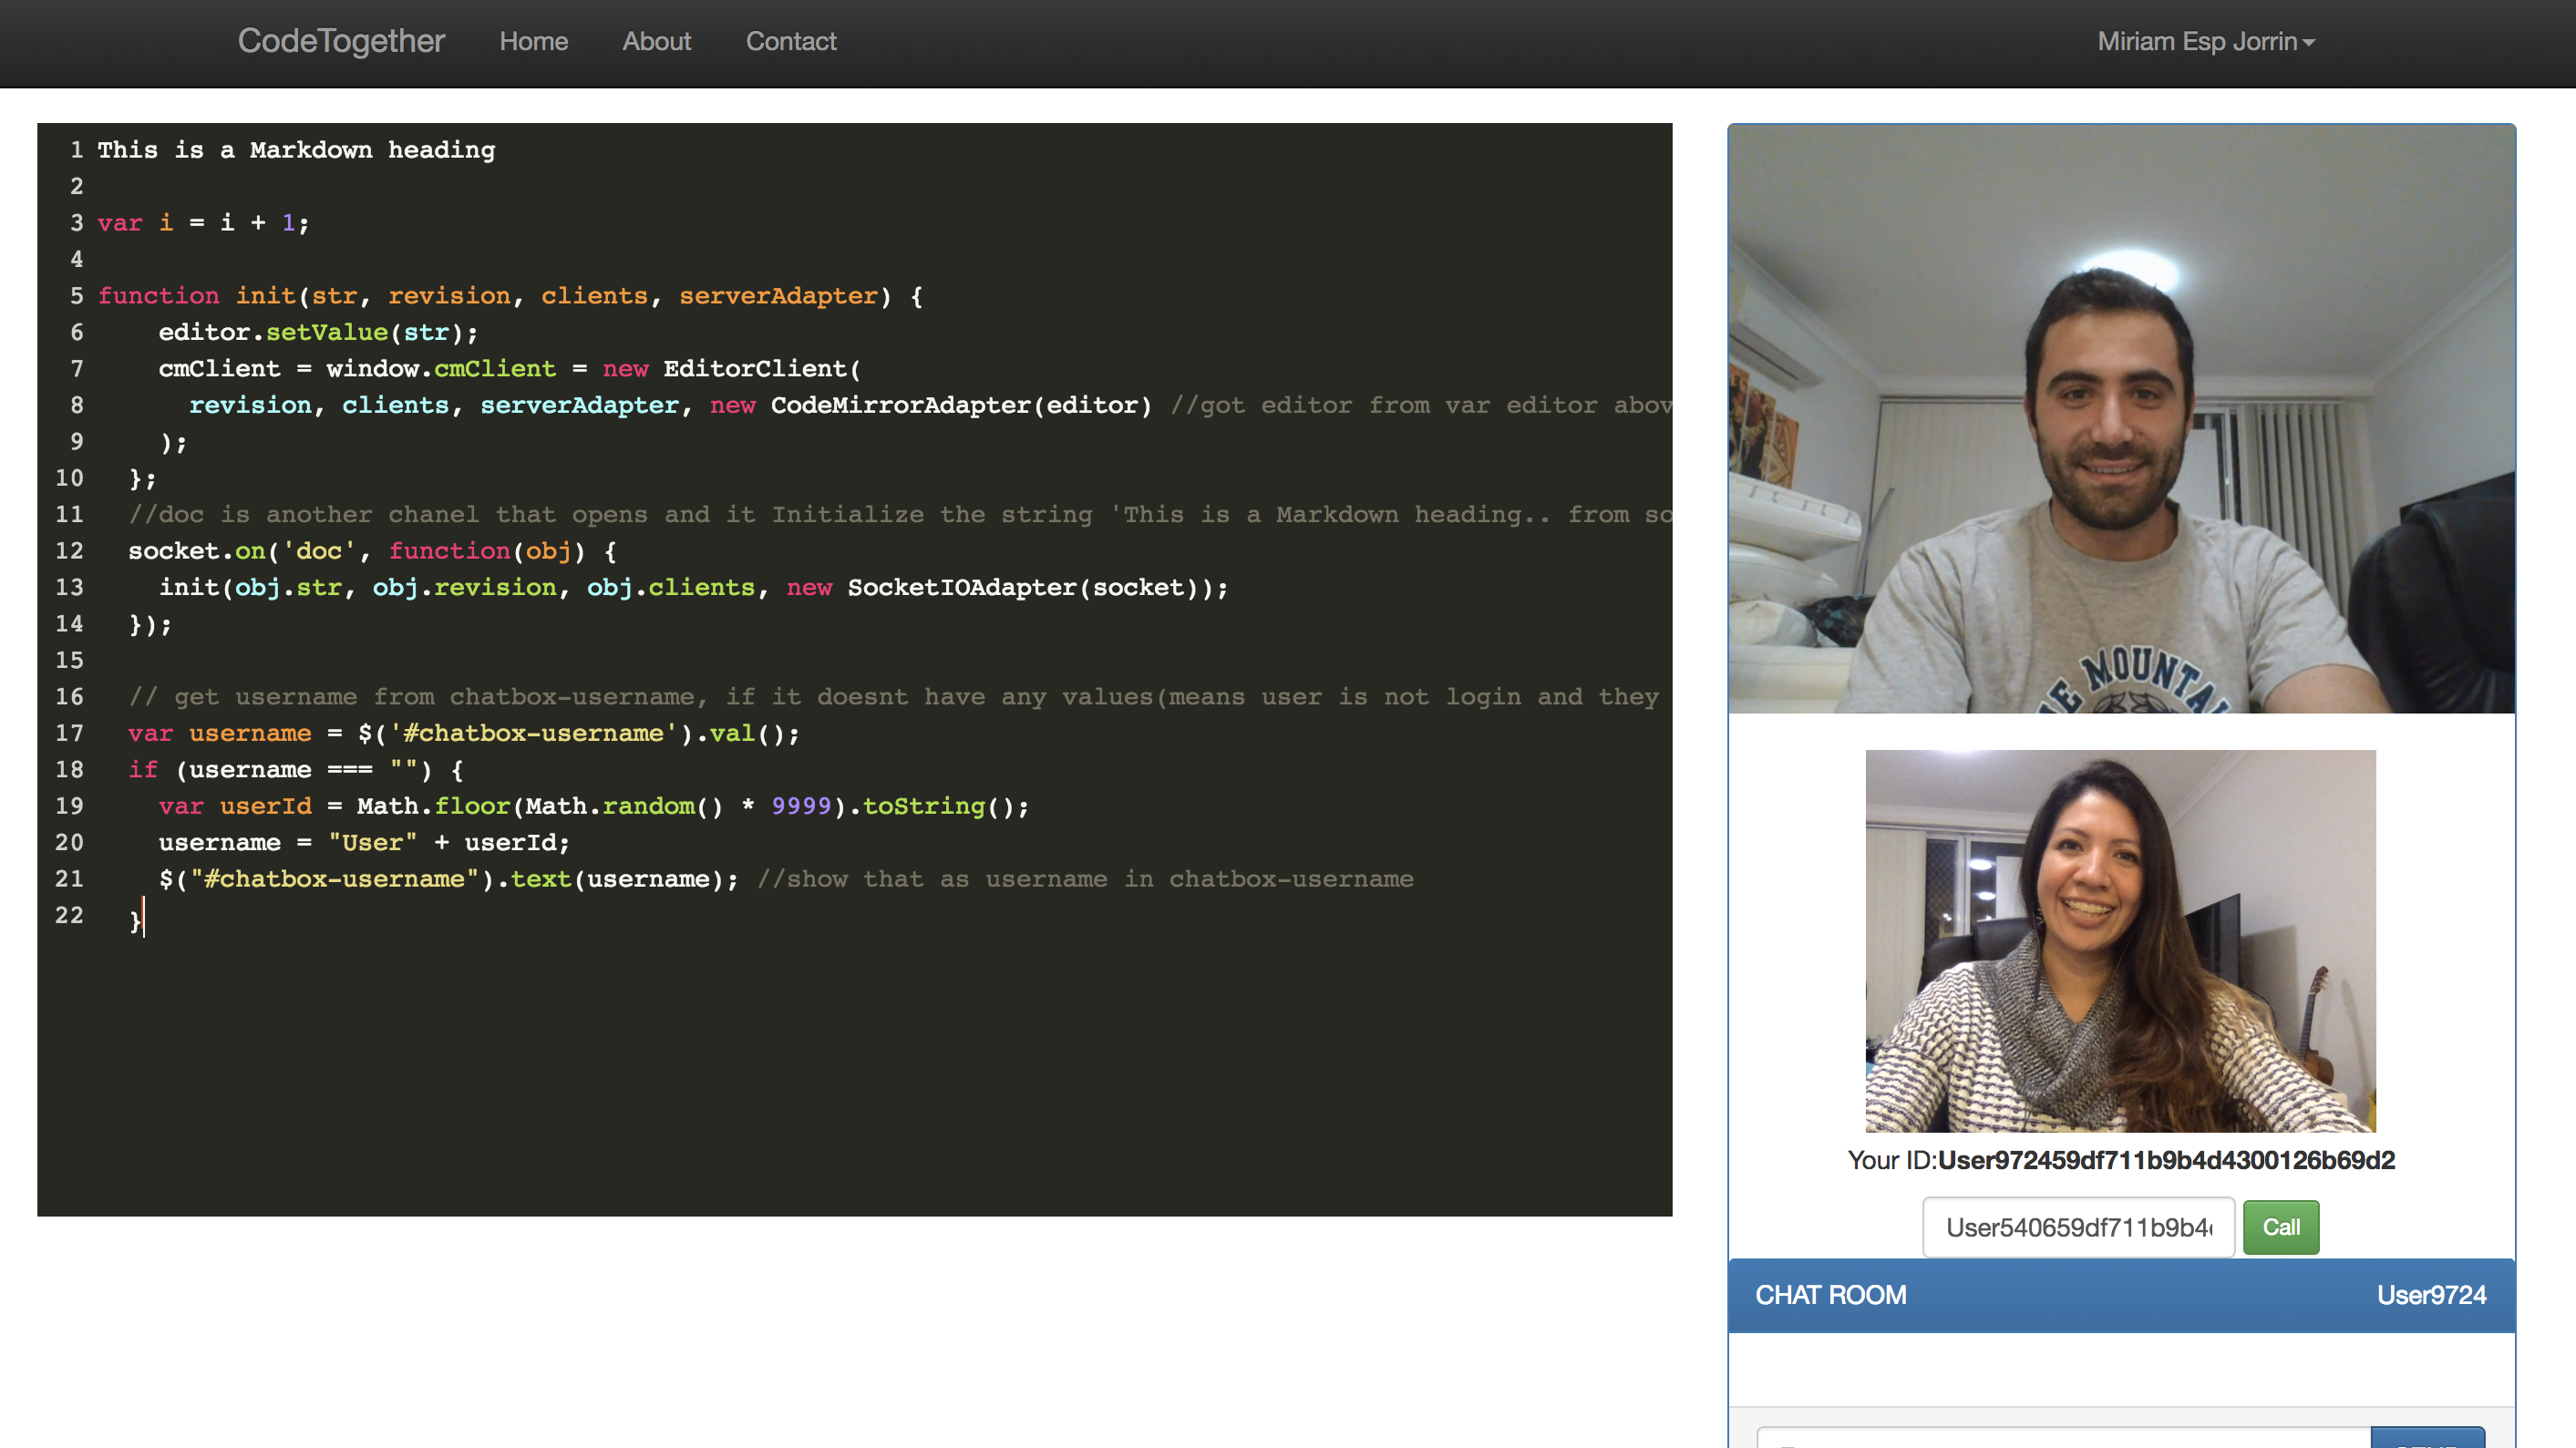 CodeTogether Home About Contact Miriam Esp Jorrin
1 This is a Markdown heading
2
3 var i = i + 1;
4
5 function init(str, revision, clients, serverAdapter) {
6 editor.setValue(str);
7 cmClient = window.cmClient = new EditorClient(
8 revision, clients, serverAdapter, new CodeMirrorAdapter(editor) //got editor from var editor abov
9 );
10 };
11 //doc is another chanel that opens and it Initialize the string 'This is a Markdown heading.. from so
12 socket.on('doc', function(obj) {
13 init(obj.str, obj.revision, obj.clients, new SocketIOAdapter(socket));
14 });
15
16 // get username from chatbox-username, if it doesnt have any values(means user is not login and they
17 var username = $('#chatbox-username').val();
18 if (username === "") {
19 var userId = Math.floor(Math.random() * 9999).toString();
20 username = "User" + userId;
21 $("#chatbox-username").text(username); //show that as username in chatbox-username
22 }
MOUNTA
Your ID:User972459df711b9b4d4300126b69d2
User540659df711b9b4 Call
CHAT ROOM User9724